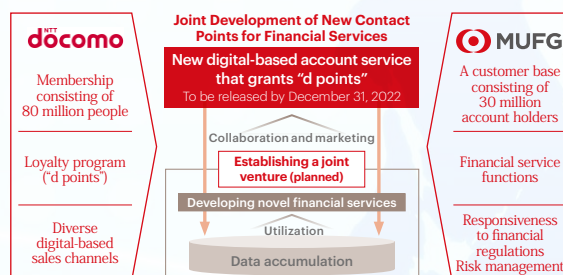 NTT
döcomo
Membership
consisting of
80 million people
Loyalty program
("d points")
Diverse
digital-based
sales channels
Joint Development of New Contact
Points for Financial Services
New digital-based account service
that grants “d points”
To be released by December 31, 2022
Collaboration and marketing
Establishing a joint
venture (planned)
Developing novel financial services
Utilization
Data accumulation
MUFG
A customer base
consisting of
30 million
account holders
Financial service
functions
Responsiveness
to financial
regulations
Risk management